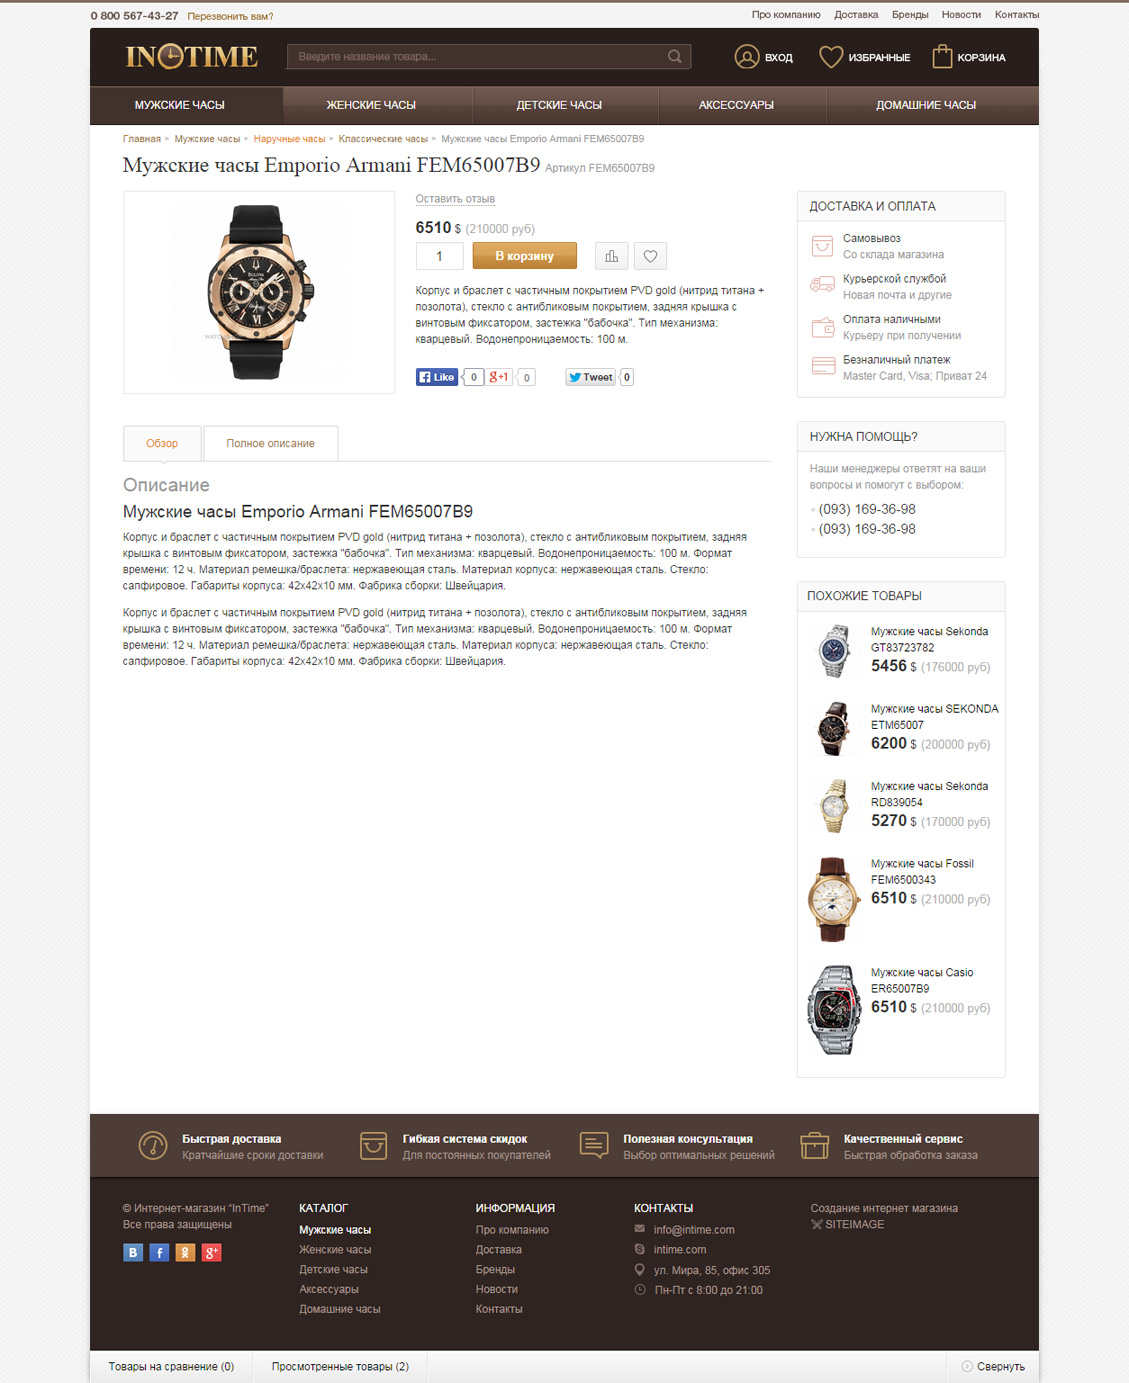 0 800 567-43-27 Перезвонить вам?
Про компанию Доставка Бренды Новости Контакты
INTIME
Введите название товара...
ВХОД ИЗБРАННЫЕ КОРЗИНА
МУЖСКИЕ ЧАСЫ ЖЕНСКИЕ ЧАСЫ ДЕТСКИЕ ЧАСЫ АКСЕССУАРЫ ДОМАШНИЕ ЧАСЫ
Главная Мужские часы Наручные часы Классические часы Мужские часы Emporio Armani FEM65007B9
Мужские часы Emporio Armani FEM65007B9 Артикул FEM65007B9
BULOVA
Оставить отзыв
6510 $ (210000 руб)
1 В корзину
Корпус и браслет с частичным покрытием PVD gold (нитрид титана +
позолота), стекло с антибликовым покрытием, задняя крышка с
винтовым фиксатором, застежка "бабочка". Тип механизма:
кварцевый. Водонепроницаемость: 100 м.
Like 0 g+1 0 Tweet 0
ДОСТАВКА И ОПЛАТА
Самовывоз
Со склада магазина
Курьерской службой
Новая почта и другие
Оплата наличными
Курьеру при получении
Безналичный платеж
Master Card, Visa; Приват 24
НУЖНА ПОМОЩЬ?
Наши менеджеры ответят на ваши
вопросы и помогут с выбором:
(093) 169-36-98
(093) 169-36-98
Обзор Полное описание
Описание
Мужские часы Emporio Armani FEM65007B9
Корпус и браслет с частичным покрытием PVD gold (нитрид титана + позолота), стекло с антибликовым покрытием, задняя
крышка с винтовым фиксатором, застежка "бабочка". Тип механизма: кварцевый. Водонепроницаемость: 100 м. Формат
времени: 12 ч. Материал ремешка/браслета: нержавеющая сталь. Материал корпуса: нержавеющая сталь. Стекло:
сапфировое. Габариты корпуса: 42х42х10 мм. Фабрика сборки: Швейцария.
Корпус и браслет с частичным покрытием PVD gold (нитрид титана + позолота), стекло с антибликовым покрытием, задняя
крышка с винтовым фиксатором, застежка "бабочка". Тип механизма: кварцевый. Водонепроницаемость: 100 м. Формат
времени: 12 ч. Материал ремешка/браслета: нержавеющая сталь. Материал корпуса: нержавеющая сталь. Стекло:
сапфировое. Габариты корпуса: 42х42х10 мм. Фабрика сборки: Швейцария.
ПОХОЖИЕ ТОВАРЫ
Мужские часы Sekonda
GT83723782
5456 $ (176000 руб)
Мужские часы SEKONDA
ETM65007
6200 $ (200000 руб)
Мужские часы Sekonda
RD839054
5270 $ (170000 руб)
Мужские часы Fossil
FEM6500343
6510 $ (210000 руб)
Мужские часы Casio
ER65007B9
6510 $ (210000 руб)
Быстрая доставка
Кратчайшие сроки доставки
Гибкая система скидок
Для постоянных покупателей
Полезная консультация
Выбор оптимальных решений
Качественный сервис
Быстрая обработка заказа
© Интернет-магазин "InTime"
Все права защищены
КАТАЛОГ
Мужские часы
Женские часы
Детские часы
Аксессуары
Домашние часы
ИНФОРМАЦИЯ
Про компанию
Доставка
Бренды
Новости
Контакты
КОНТАКТЫ
info@intime.com
intime.com
ул. Мира, 85, офис 305
Пн-Пт с 8:00 до 21:00
Создание интернет магазина
SITEIMAGE
Товары на сравнение (0) Просмотренные товары (2) Свернуть